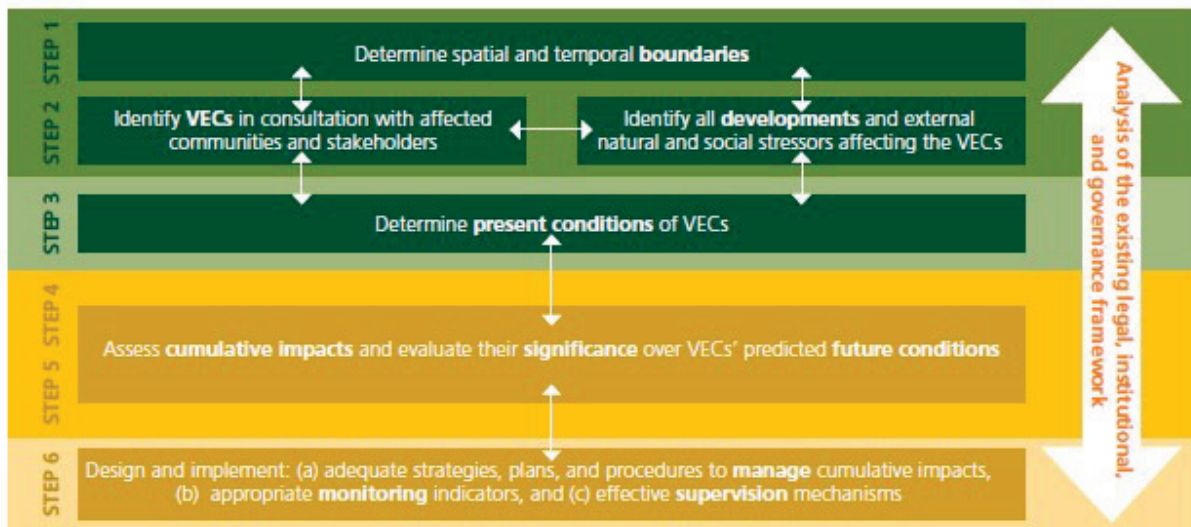 STEP 1
Determine spatial and temporal boundaries
STEP 2
Identify VECs in consultation with affected
communities and stakeholders
Identify all developments and external
natural and social stressors affecting the VECs
STEP 3
Determine present conditions of VECs
STEP 4
STEP 5
Assess cumulative impacts and evaluate their significance over VECs’ predicted future conditions
STEP 6
Design and implement: (a) adequate strategies, plans, and procedures to manage cumulative impacts,
(b) appropriate monitoring indicators, and (c) effective supervision mechanisms
Analysis of the existing legal, institutional,
and governance framework